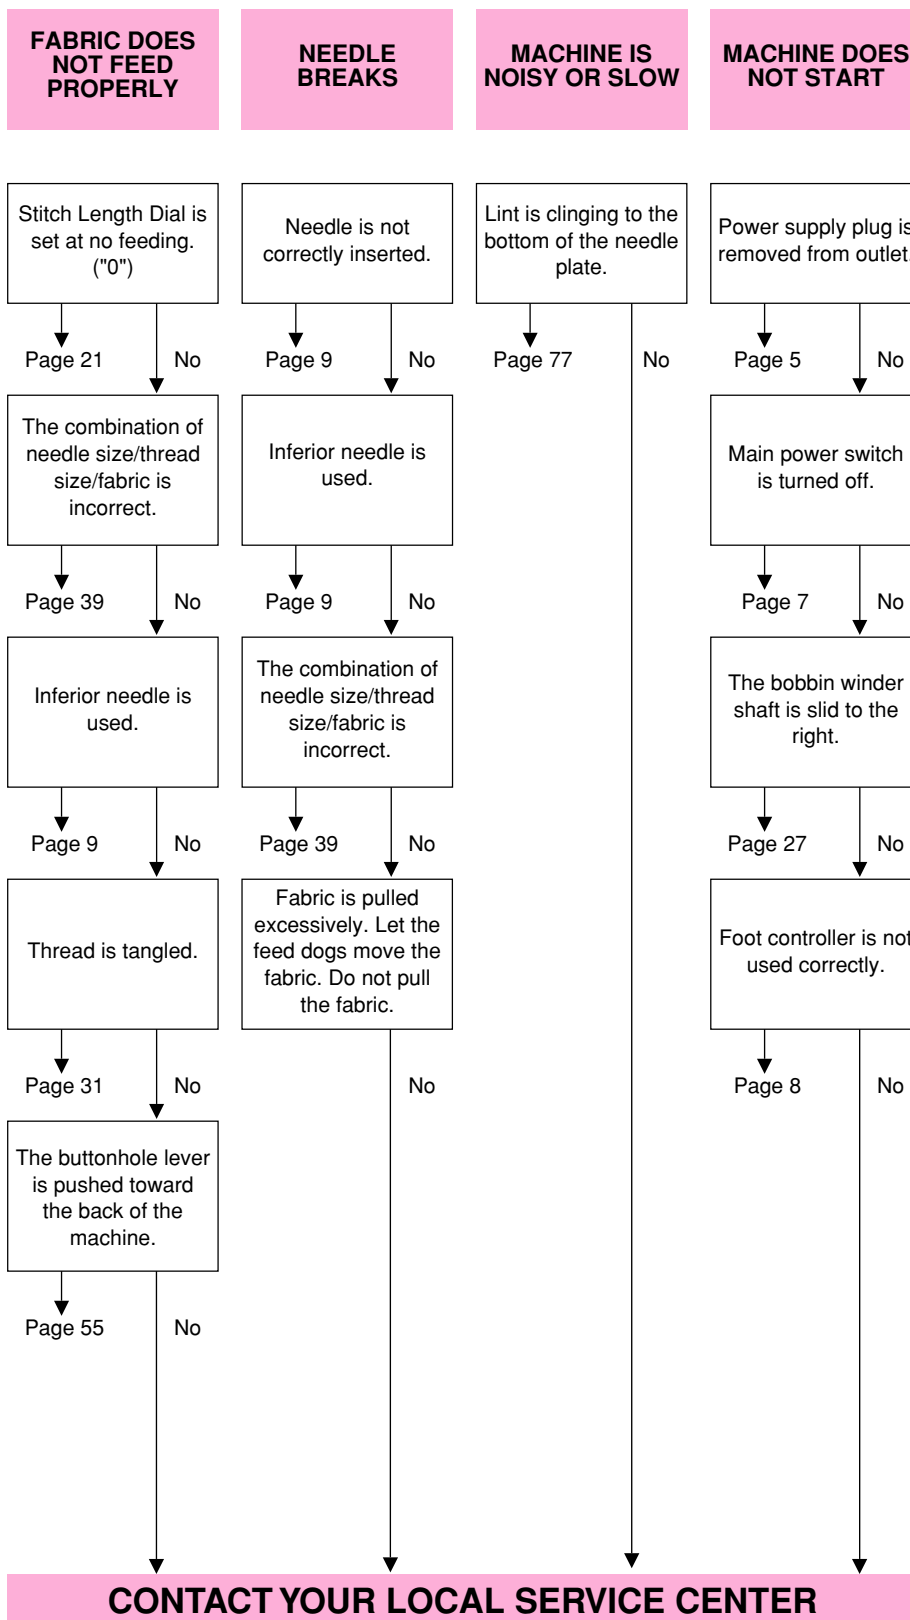 FABRIC DOES
NOT FEED
PROPERLY
Stitch Length Dial is
set at no feeding.
("0")
Page 21
No
The combination of
needle size/thread
size/fabric is
incorrect.
Page 39
No
Inferior needle is
used.
Page 9
No
Thread is tangled.
Page 31
No
The buttonhole lever
is pushed toward
the back of the
machine.
Page 55
No
NEEDLE
BREAKS
Needle is not
correctly inserted.
Page 9
No
Inferior needle is
used.
Page 9
No
The combination of
needle size/thread
size/fabric is
incorrect.
Page 39
No
Fabric is pulled
excessively. Let the
feed dogs move the
fabric. Do not pull
the fabric.
No
MACHINE IS
NOISY OR SLOW
Lint is clinging to the
bottom of the needle
plate.
Page 77
No
MACHINE DOES
NOT START
Power supply plug is
removed from outlet.
Page 5
No
Main power switch
is turned off.
Page 7
No
The bobbin winder
shaft is slid to the
right.
Page 27
No
Foot controller is not
used correctly.
Page 8
No
CONTACT YOUR LOCAL SERVICE CENTER